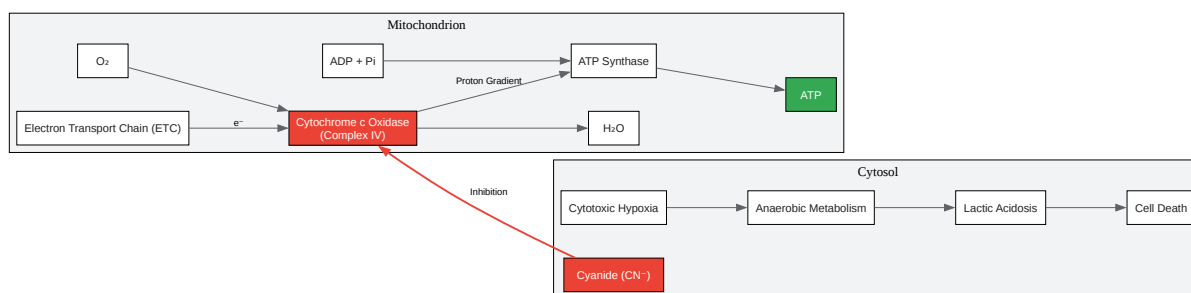 Mitochondrion
O₂
ADP + Pi
ATP Synthase
Proton Gradient
ATP
Electron Transport Chain (ETC)
e⁻
Cytochrome c Oxidase
(Complex IV)
H₂O
Inhibition
Cytosol
Cytotoxic Hypoxia
Anaerobic Metabolism
Lactic Acidosis
Cell Death
Cyanide (CN⁻)